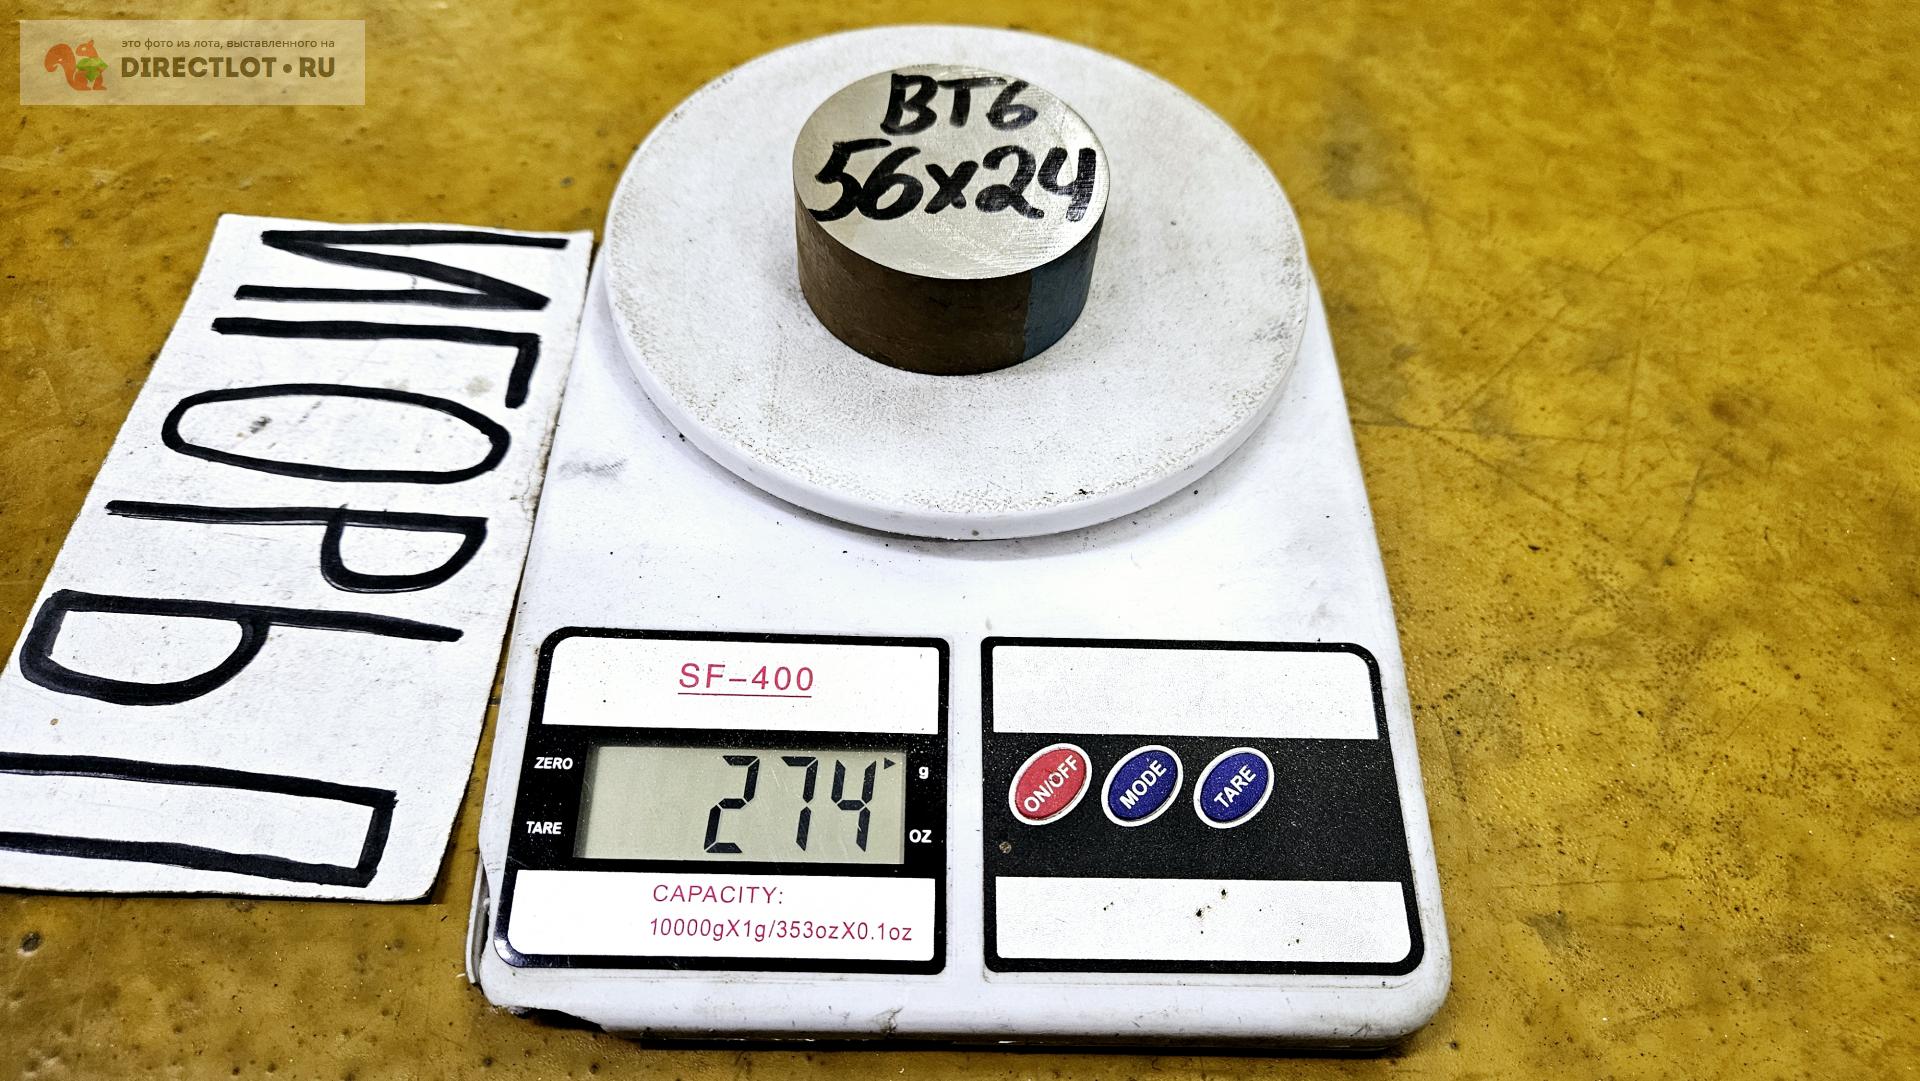 это фото из лота, выставленного на
DIRECTLOT•RU
ВТ6
56х24
ИГОРЬ
SF-400
ZERO
TARE
274
g
OZ
CAPACITY:
10000gX1g/353ozX0.1oz
ON/OFF
MODE
TARE